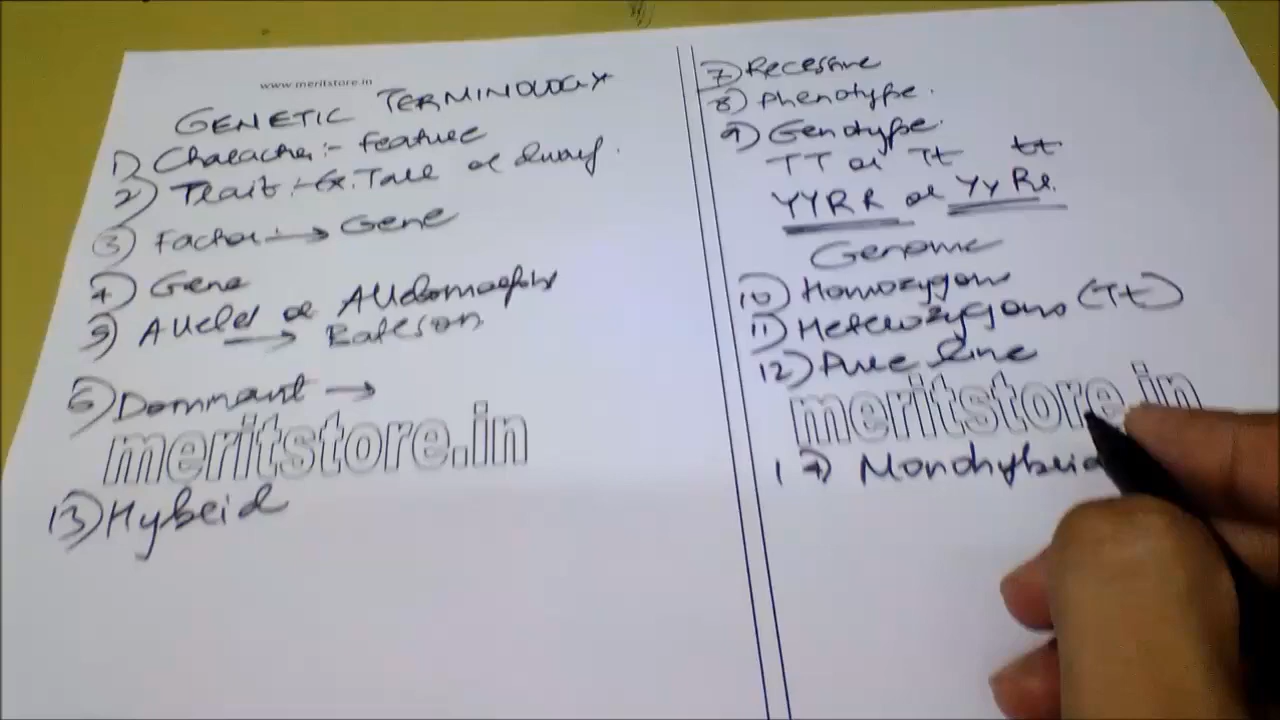 www.meritstore.in
GENETIC TERMINOLOGY
1) Character :- feature
2) Trait :- Ex. Tall or dwarf.
3) Factor → Gene
4) Gene
5) Alleles or Allelomorphs
→ Bateson
6) Dominant →
meritstore.in
13) Hybrid
7) Recessive
8) Phenotype.
9) Genotype.
TT or Tt tt
YYRR or YyRr.
Genome
10) Homozygous
11) Heterozygous (Tt)
12) Pure line
meritstore.in
14) Monohybrid